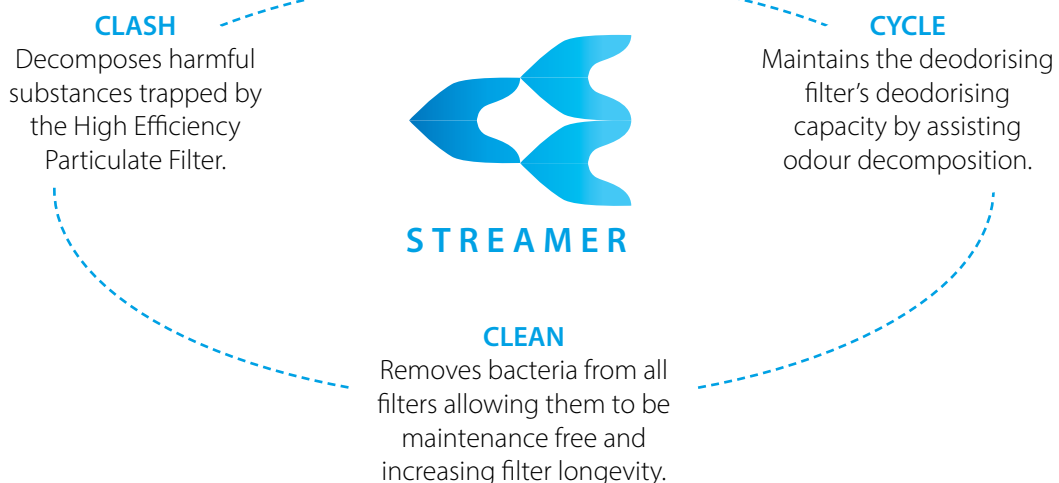 CLASH
Decomposes harmful
substances trapped by
the High Efficiency
Particulate Filter.
CYCLE
Maintains the deodorising
filter's deodorising
capacity by assisting
odour decomposition.
STREAMER
CLEAN
Removes bacteria from all
filters allowing them to be
maintenance free and
increasing filter longevity.